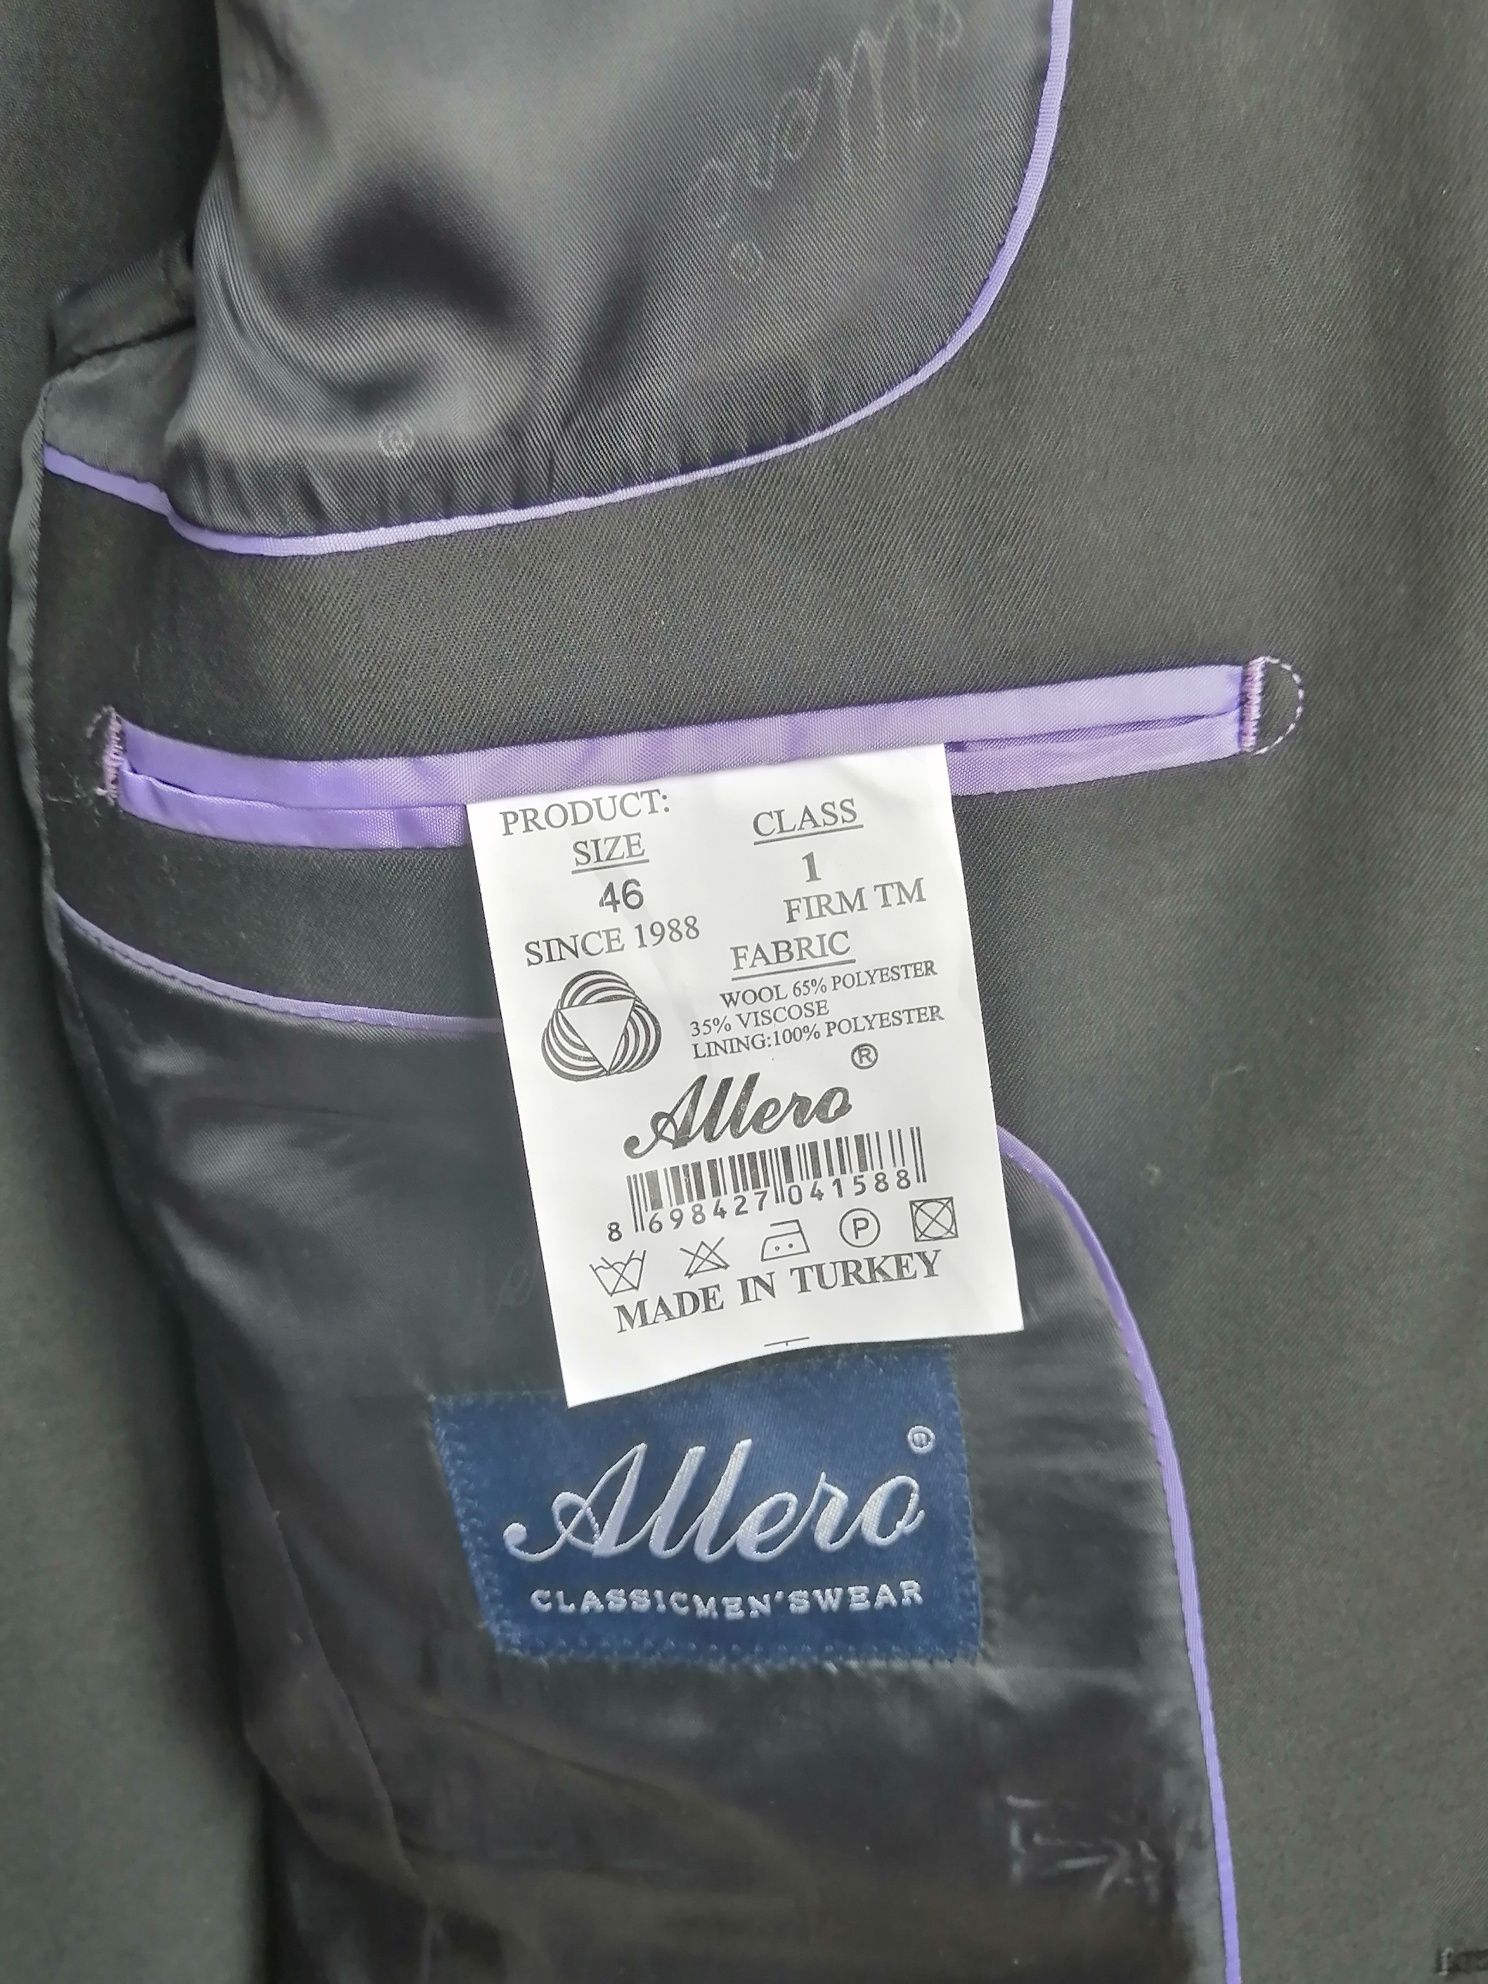 Allero
PRODUCT:
SIZE
46
CLASS
1
FIRM TM
SINCE 1988
FABRIC
WOOL 65% POLYESTER
35% VISCOSE
LINING:100% POLYESTER
Allero®
8 698427 041588
P
MADE IN TURKEY
Allero®
CLASSICMEN'SWEAR